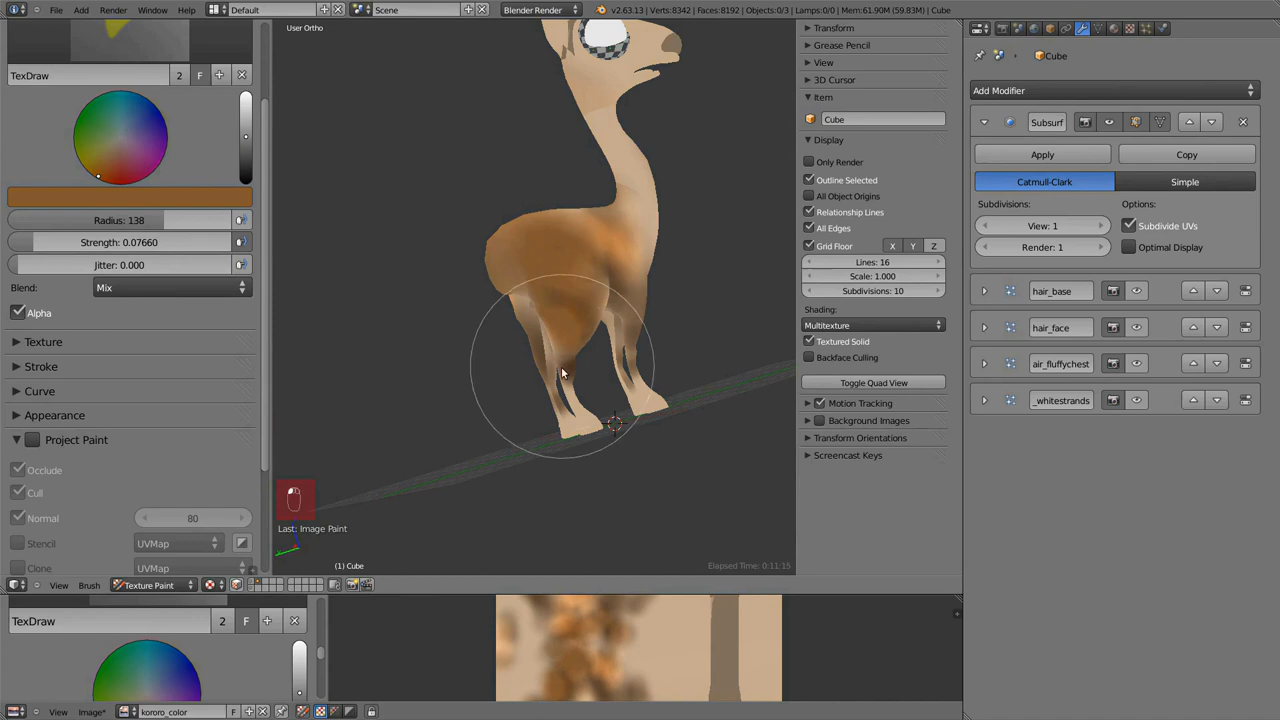 File Add Render Window Help Default Scene Blender Render v2.63.13 Verts:8342 Faces:8192 Objects:0/3 Lamps:0/0 Mem:61.90M (59.83M) Cube
TexDraw 2 F
Radius: 138
Strength: 0.07660
Jitter: 0.000
Blend: Mix
Alpha
Texture
Stroke
Curve
Appearance
Project Paint
Occlude
Cull
Normal 80
Stencil UVMap
Clone UVMap
View Brush Texture Paint
User Ortho
Last: Image Paint
(1) Cube
Elapsed Time: 0:11:15
Transform
Grease Pencil
View
3D Cursor
Item
Cube
Display
Only Render
Outline Selected
All Object Origins
Relationship Lines
All Edges
Grid Floor X Y Z
Lines: 16
Scale: 1.000
Subdivisions: 10
Shading:
Multitexture
Textured Solid
Backface Culling
Toggle Quad View
Motion Tracking
Background Images
Transform Orientations
Screencast Keys
Cube
Add Modifier
Subsurf
Apply Copy
Catmull-Clark Simple
Subdivisions: Options:
View: 1 Subdivide UVs
Render: 1 Optimal Display
hair_base
hair_face
air_fluffychest
_whitestrands
TexDraw 2 F
View Image* kororo_color F